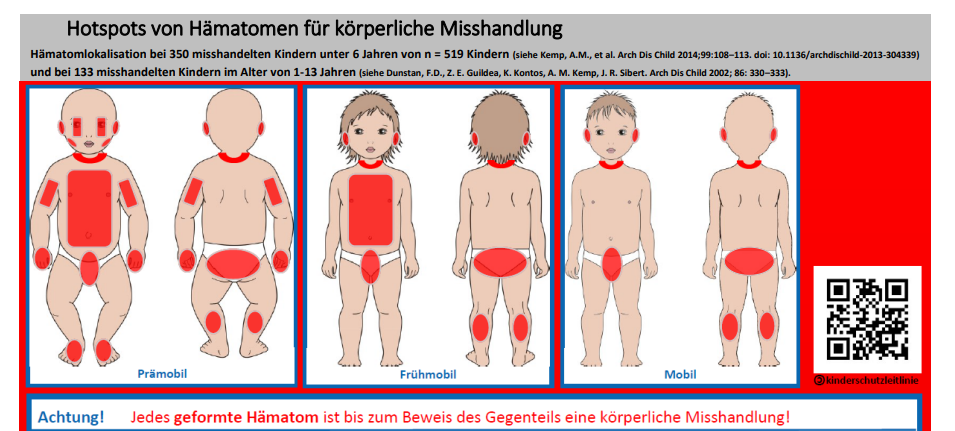 Hotspots von Hämatomen für körperliche Misshandlung
Hämatomlokalisation bei 350 misshandelten Kindern unter 6 Jahren von n = 519 Kindern (siehe Kemp, A.M., et al. Arch Dis Child 2014;99:108–113. doi: 10.1136/archdischild-2013-304339)
und bei 133 misshandelten Kindern im Alter von 1-13 Jahren (siehe Dunstan, F.D., Z. E. Guildea, K. Kontos, A. M. Kemp, J. R. Sibert. Arch Dis Child 2002; 86: 330–333).
Prämobil
Frühmobil
Mobil
@kinderschutzleitlinie
Achtung! Jedes geformte Hämatom ist bis zum Beweis des Gegenteils eine körperliche Misshandlung!